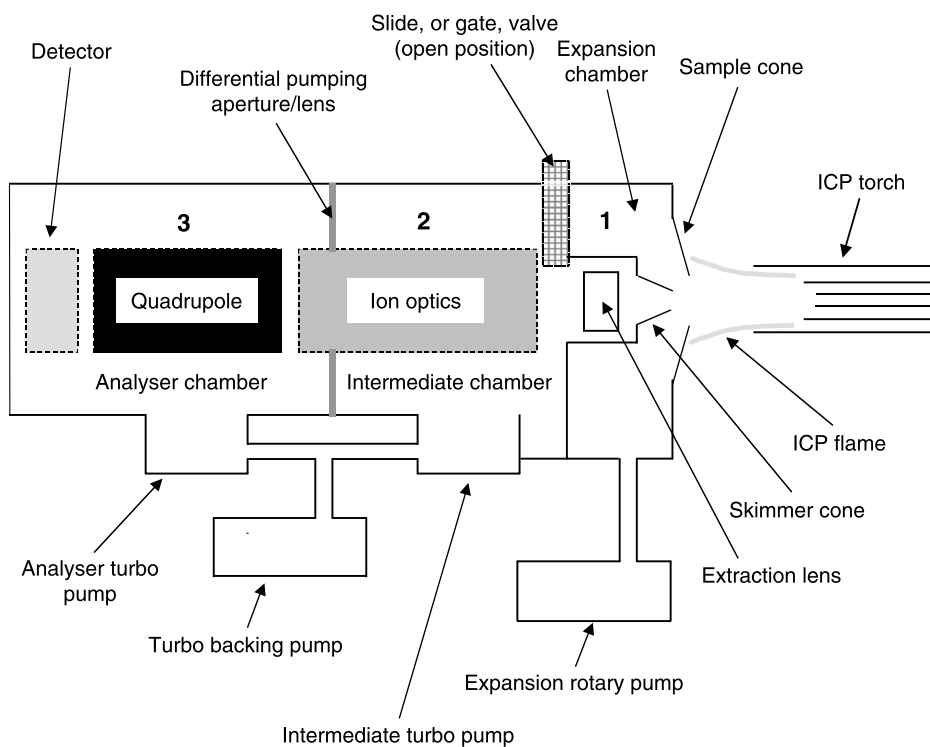 Slide, or gate, valve
(open position)
Detector
Expansion
chamber
Sample cone
Differential pumping
aperture/lens
ICP torch
3
2
1
Quadrupole
Ion optics
Analyser chamber
Intermediate chamber
ICP flame
Skimmer cone
Analyser turbo
pump
Extraction lens
Turbo backing pump
Expansion rotary pump
Intermediate turbo pump